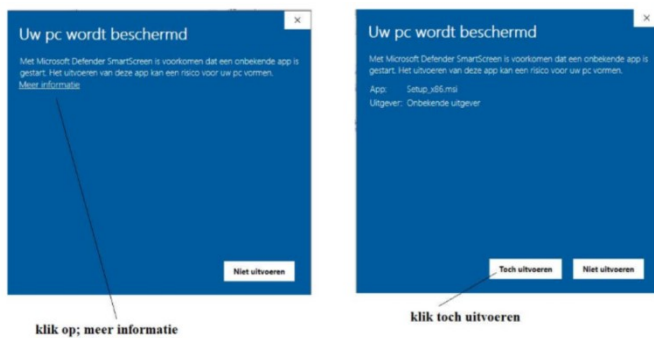 Uw pc wordt beschermd
Met Microsoft Defender SmartScreen is voorkomen dat een onbekende app is
gestart. Het uitvoeren van deze app kan een risico voor uw pc vormen.
Meer informatie
Niet uitvoeren
klik op; meer informatie
Uw pc wordt beschermd
Met Microsoft Defender SmartScreen is voorkomen dat een onbekende app is
gestart. Het uitvoeren van deze app kan een risico voor uw pc vormen.
App: Setup_x86.msi
Uitgever: Onbekende uitgever
Toch uitvoeren Niet uitvoeren
klik toch uitvoeren